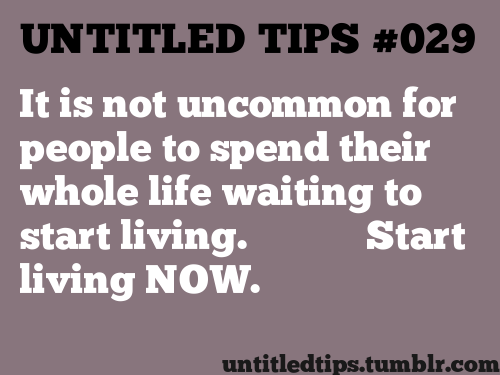 UNTITLED TIPS #029
It is not uncommon for
people to spend their
whole life waiting to
start living. Start
living NOW.
untitledtips.tumblr.com